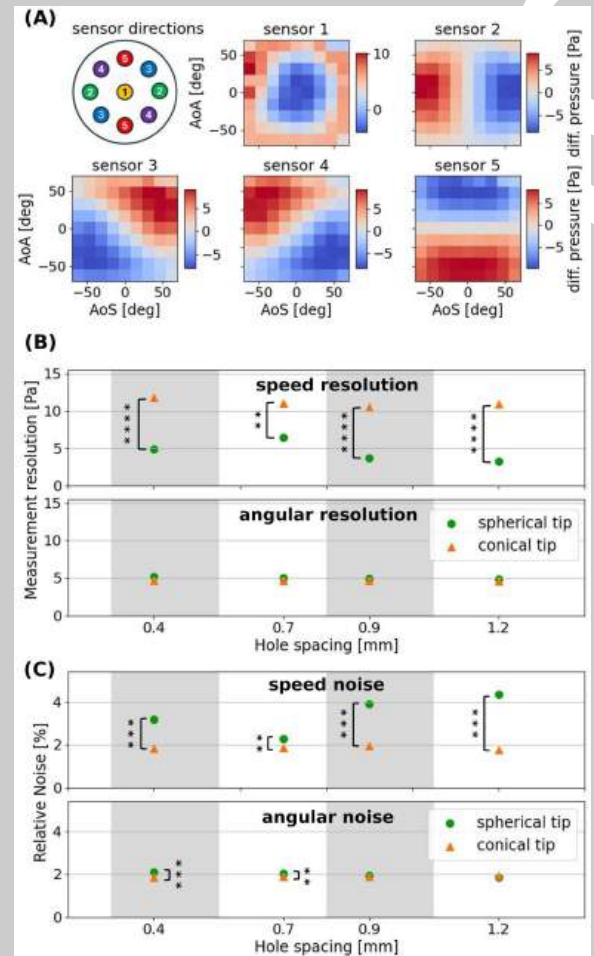 (A)
sensor directions
sensor 1
sensor 2
5
4 3
2 1 2
3 4
5
AoA [deg]
50
0
−50
10
0
5
0
−5
diff. pressure [Pa]
sensor 3
sensor 4
sensor 5
AoA [deg]
50
0
−50
−50 0 50
AoS [deg]
5
0
−5
−50 0 50
AoS [deg]
5
0
−5
−50 0 50
AoS [deg]
5
0
−5
diff. pressure [Pa]
(B)
Measurement resolution [Pa]
speed resolution
15
10
5
0
****
**
****
****
angular resolution
15
10
5
0
spherical tip
conical tip
0.4 0.7 0.9 1.2
Hole spacing [mm]
(C)
Relative Noise [%]
speed noise
4
2
0
***
**
***
***
angular noise
4
2
0
***
**
spherical tip
conical tip
0.4 0.7 0.9 1.2
Hole spacing [mm]